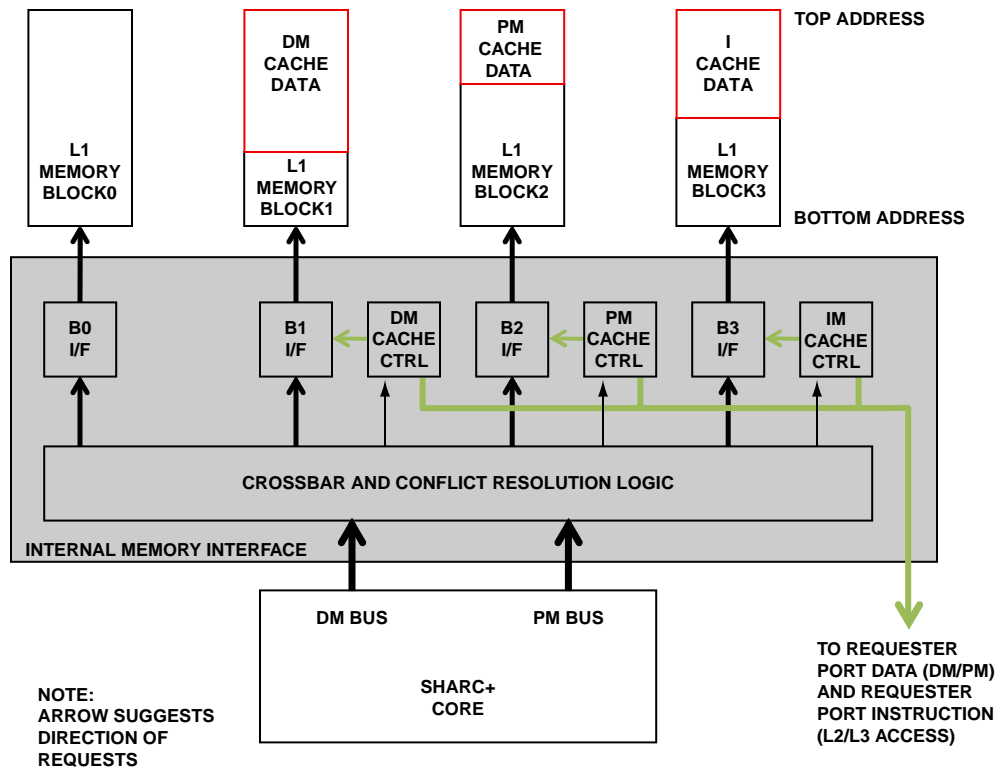 TOP ADDRESS
DM
CACHE
DATA
PM
CACHE
DATA
I
CACHE
DATA
L1
MEMORY
BLOCK0
L1
MEMORY
BLOCK1
L1
MEMORY
BLOCK2
L1
MEMORY
BLOCK3
BOTTOM ADDRESS
B0
I/F
B1
I/F
DM
CACHE
CTRL
B2
I/F
PM
CACHE
CTRL
B3
I/F
IM
CACHE
CTRL
CROSSBAR AND CONFLICT RESOLUTION LOGIC
INTERNAL MEMORY INTERFACE
DM BUS
PM BUS
SHARC+
CORE
NOTE:
ARROW SUGGESTS
DIRECTION OF
REQUESTS
TO REQUESTER
PORT DATA (DM/PM)
AND REQUESTER
PORT INSTRUCTION
(L2/L3 ACCESS)